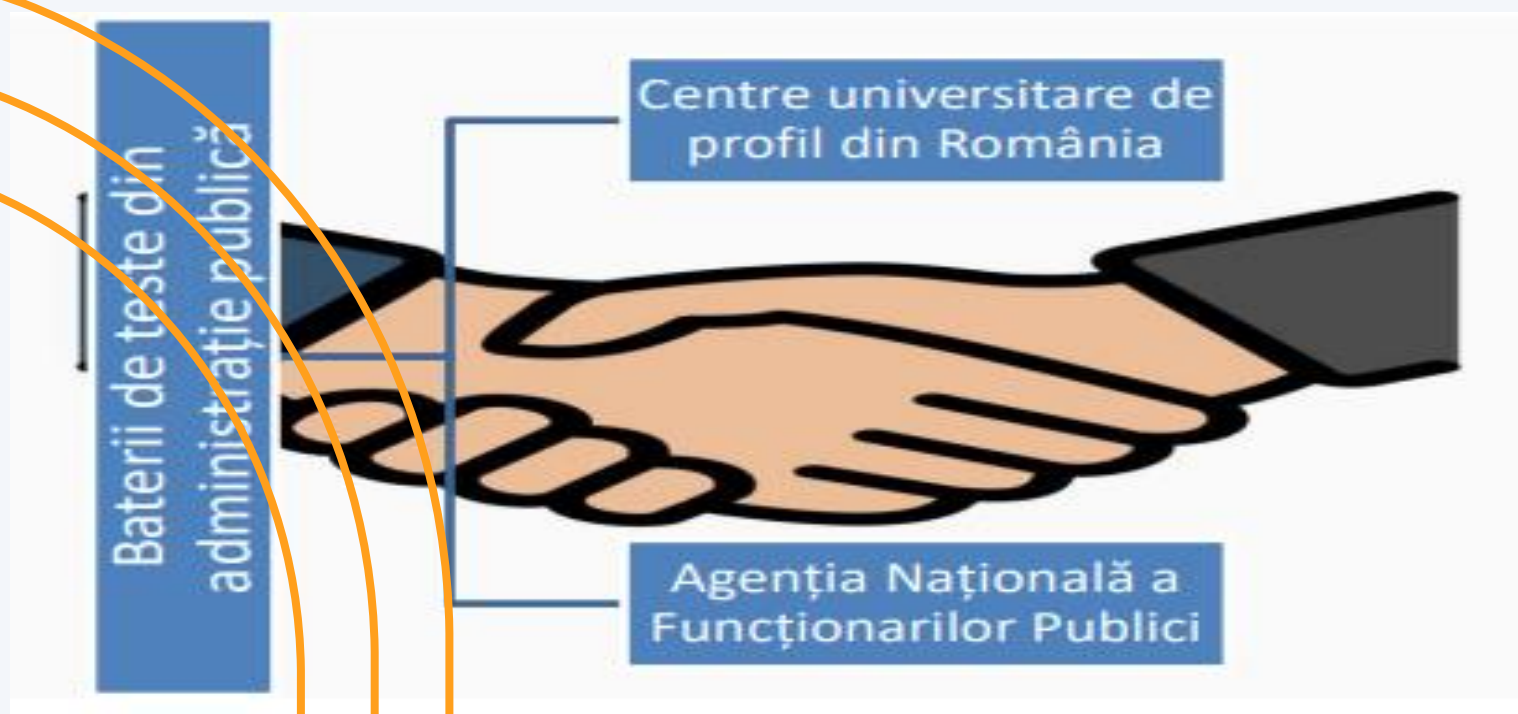 Baterii de teste din
administrație publică
Centre universitare de
profil din România
Agenția Națională a
Funcționarilor Publici